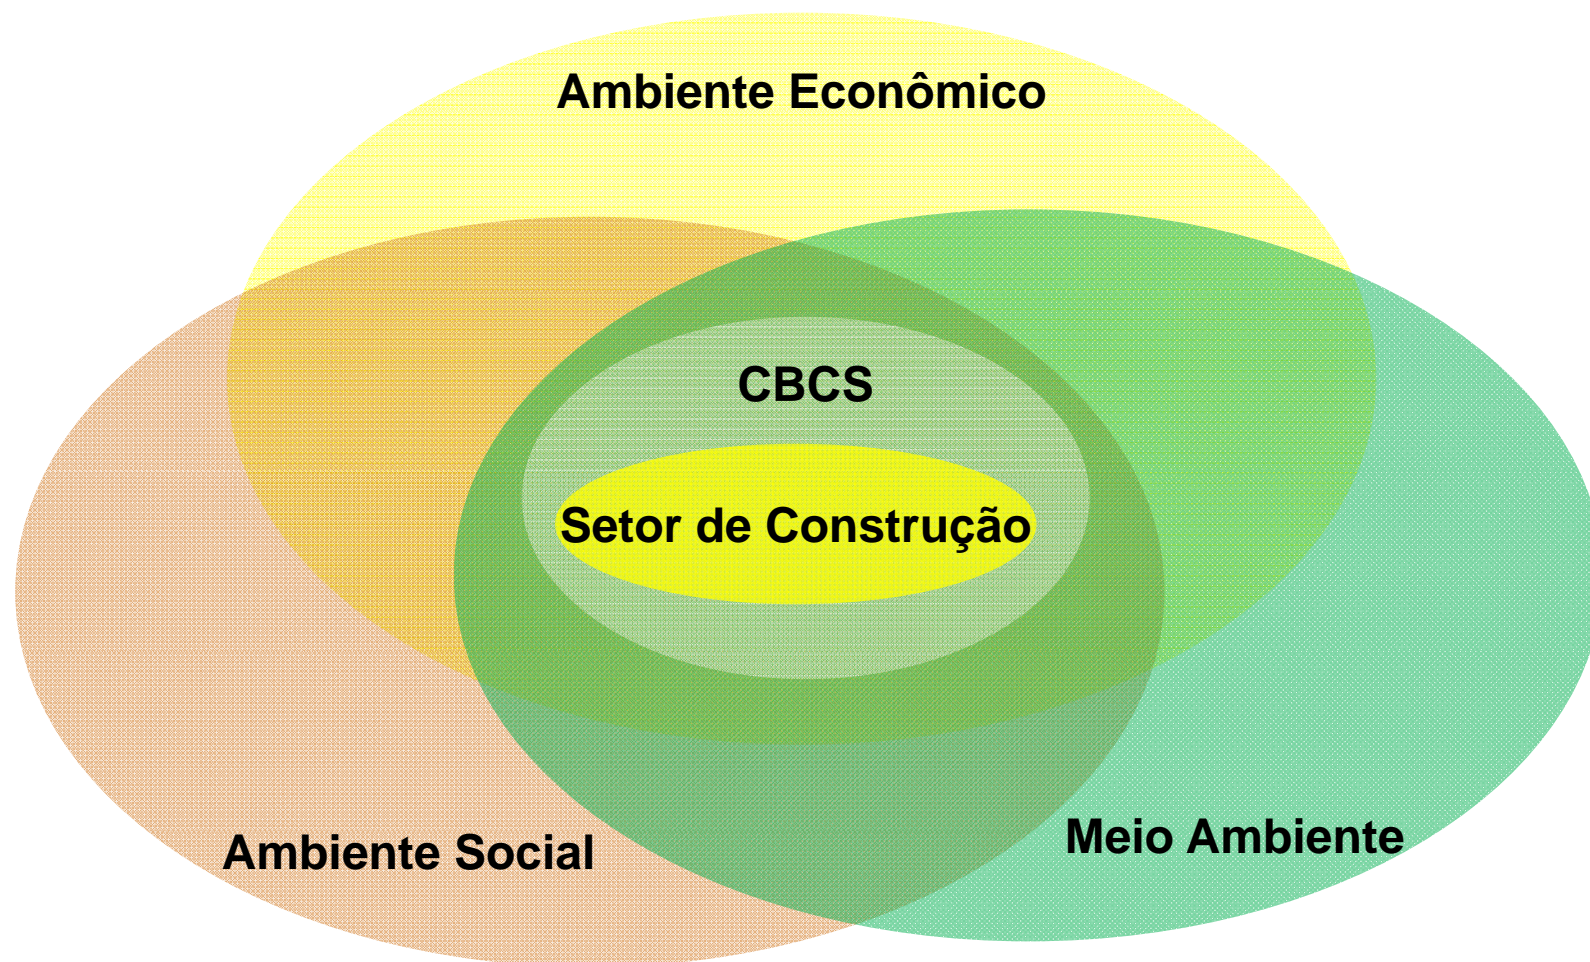 Ambiente Econômico
CBCS
Setor de Construção
Ambiente Social
Meio Ambiente